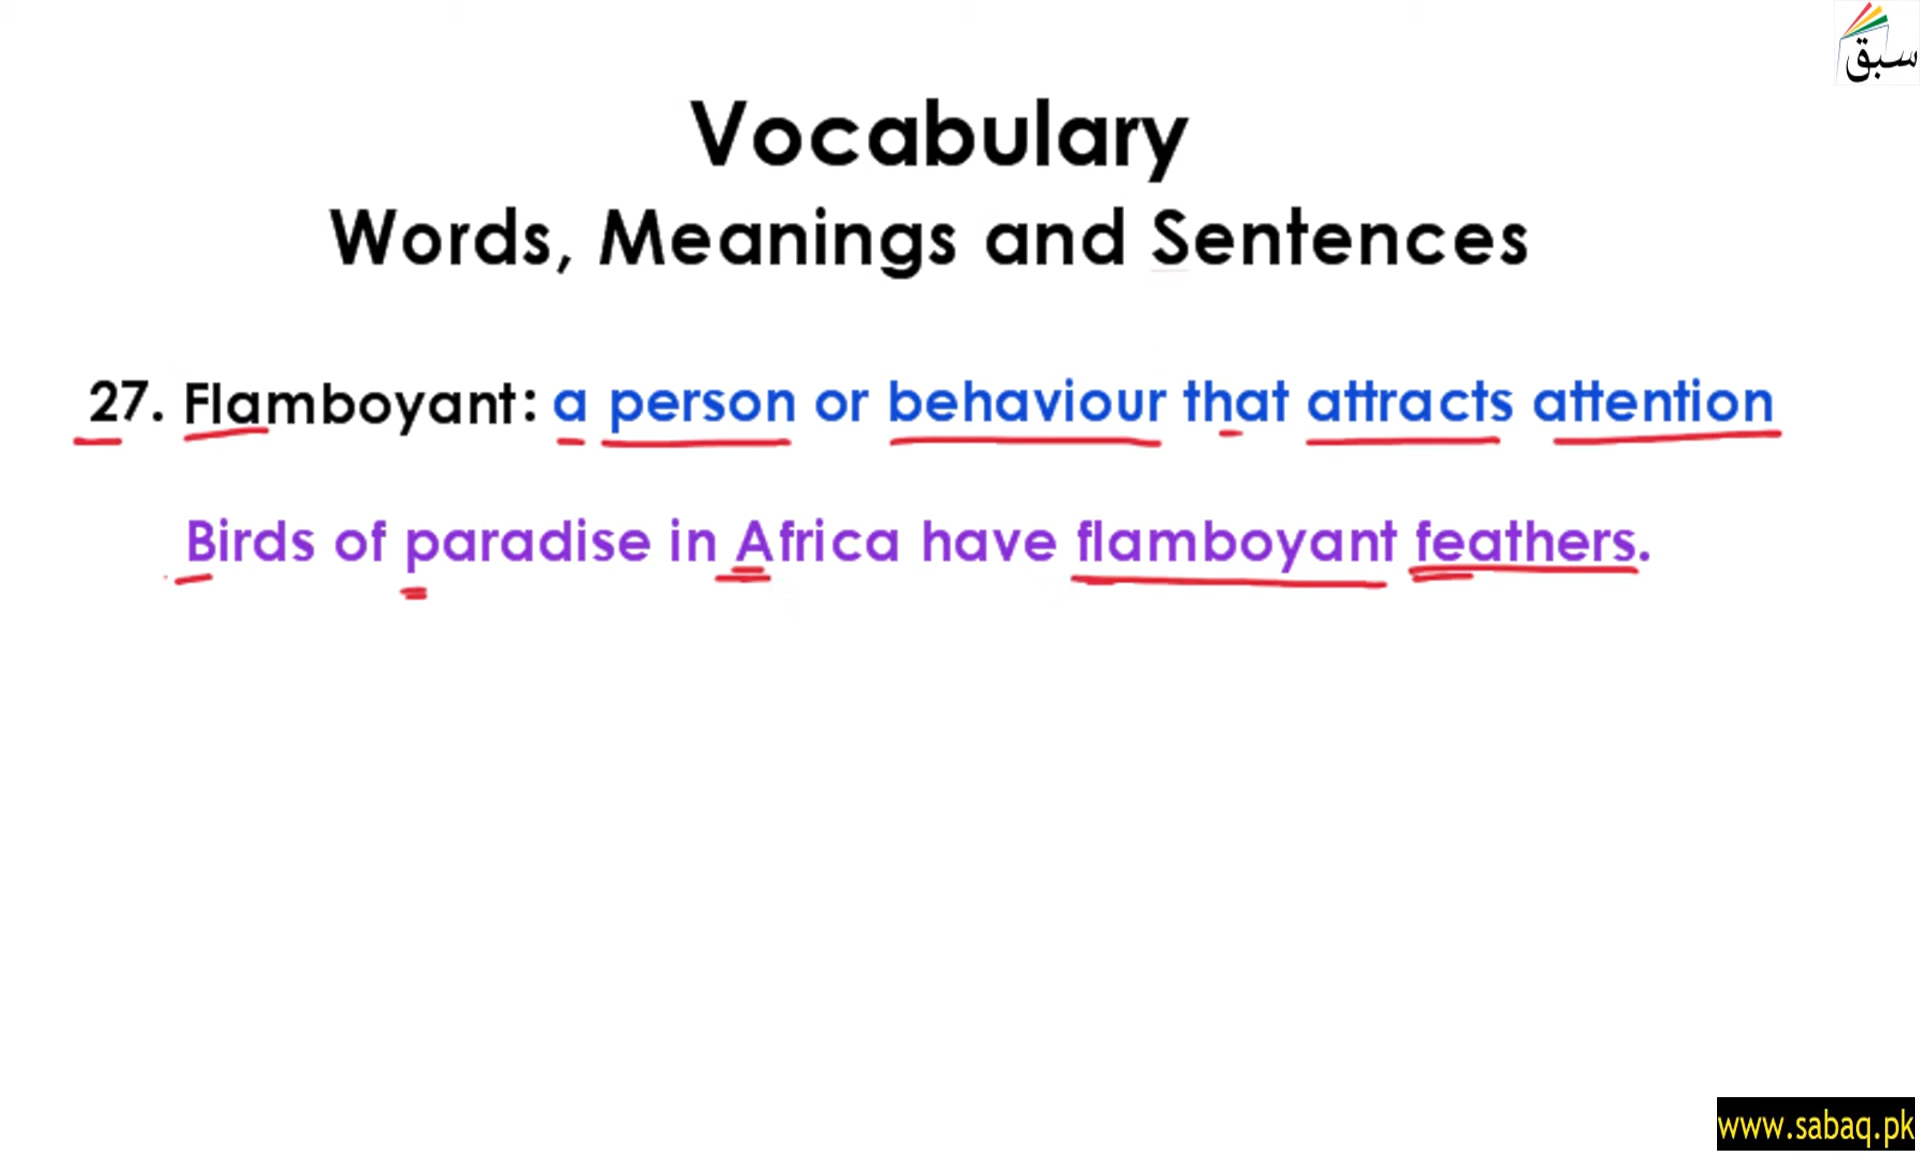 سبق
Vocabulary
Words, Meanings and Sentences
27. Flamboyant: a person or behaviour that attracts attention
Birds of paradise in Africa have flamboyant feathers.
www.sabaq.pk